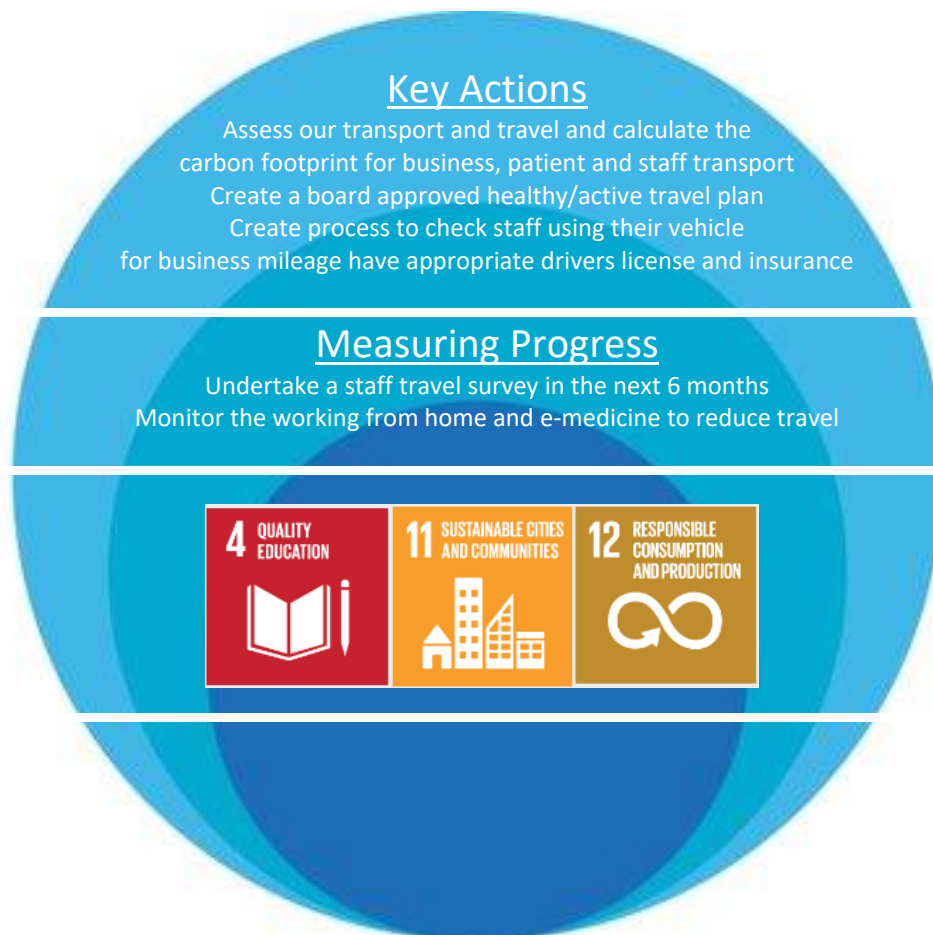 Key Actions
Assess our transport and travel and calculate the
carbon footprint for business, patient and staff transport
Create a board approved healthy/active travel plan
Create process to check staff using their vehicle
for business mileage have appropriate drivers license and insurance
Measuring Progress
Undertake a staff travel survey in the next 6 months
Monitor the working from home and e-medicine to reduce travel
4 QUALITY
EDUCATION
11 SUSTAINABLE CITIES
AND COMMUNITIES
12 RESPONSIBLE
CONSUMPTION
AND PRODUCTION